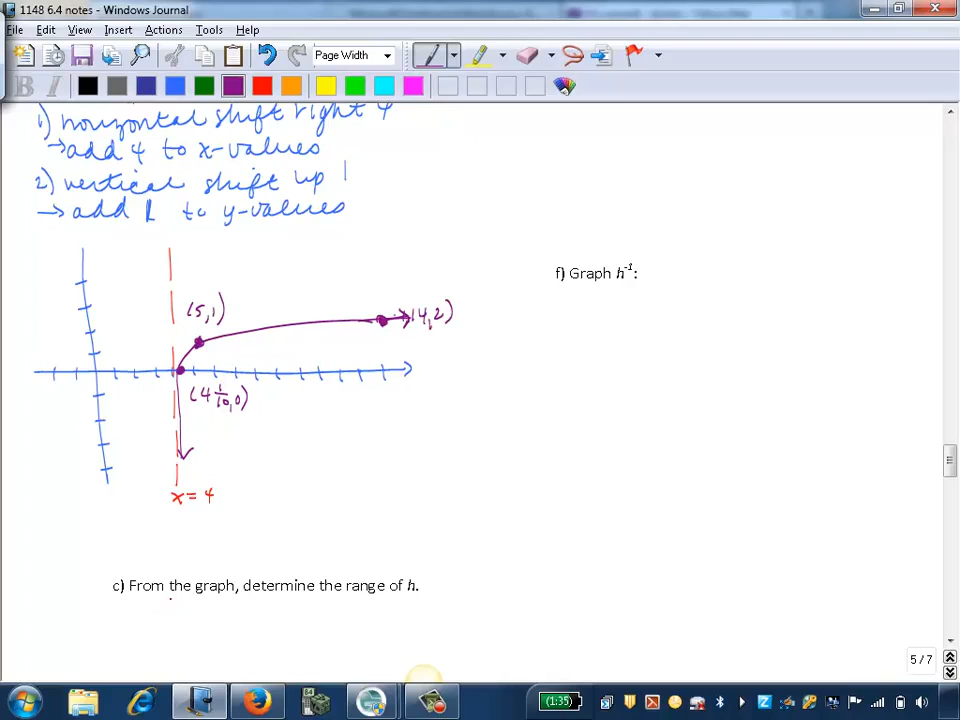 1148 6.4 notes - Windows Journal
File Edit View Insert Actions Tools Help
Page Width
B I
1) horizontal shift right 4
→add 4 to x-values
2) vertical shift up 1
→ add 1 to y-values
f) Graph h⁻¹:
(5,1)
(14,2)
(4 1/10,0)
x = 4
c) From the graph, determine the range of h.
5 / 7
(1:35)